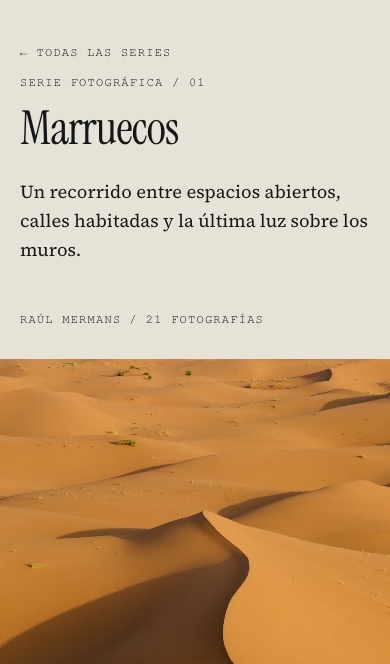 ← TODAS LAS SERIES
SERIE FOTOGRÁFICA / 01
Marruecos
Un recorrido entre espacios abiertos,
calles habitadas y la última luz sobre los
muros.
RAÚL MERMANS / 21 FOTOGRAFÍAS